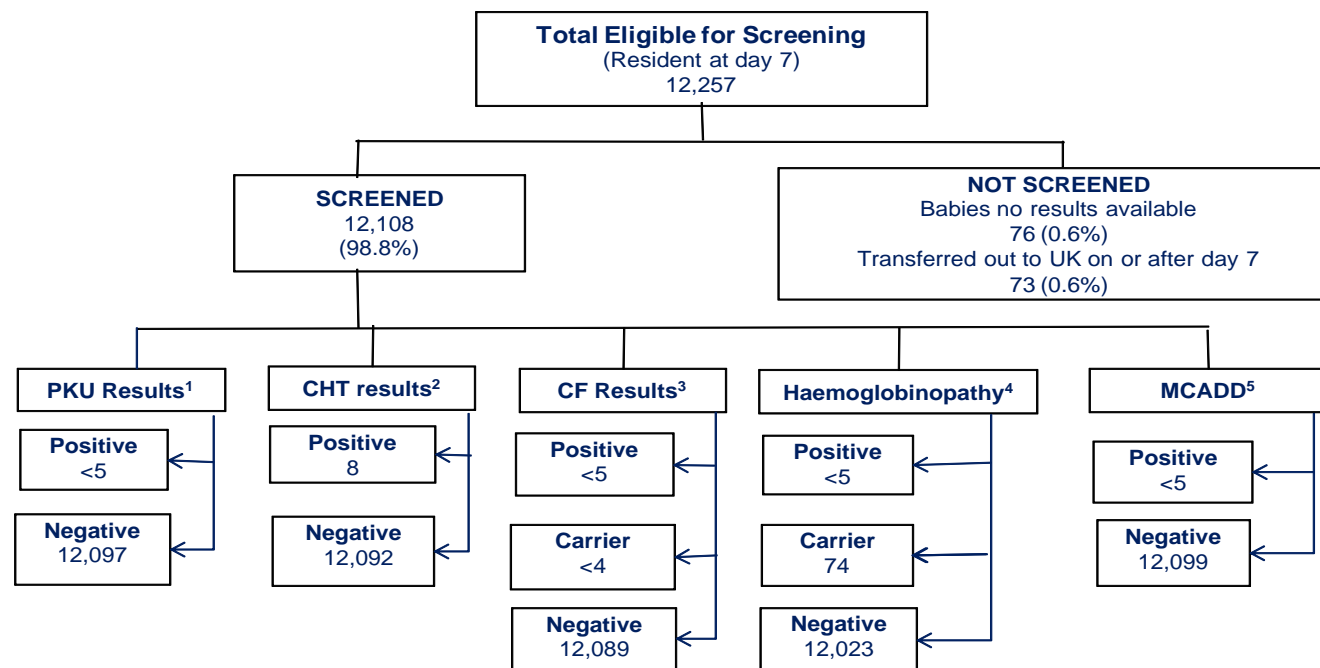 Total Eligible for Screening
(Resident at day 7)
12,257
SCREENED
12,108
(98.8%)
NOT SCREENED
Babies no results available
76 (0.6%)
Transferred out to UK on or after day 7
73 (0.6%)
PKU Results¹
Positive
<5
Negative
12,097
CHT results²
Positive
8
Negative
12,092
CF Results³
Positive
<5
Carrier
<4
Negative
12,089
Haemoglobinopathy⁴
Positive
<5
Carrier
74
Negative
12,023
MCADD⁵
Positive
<5
Negative
12,099